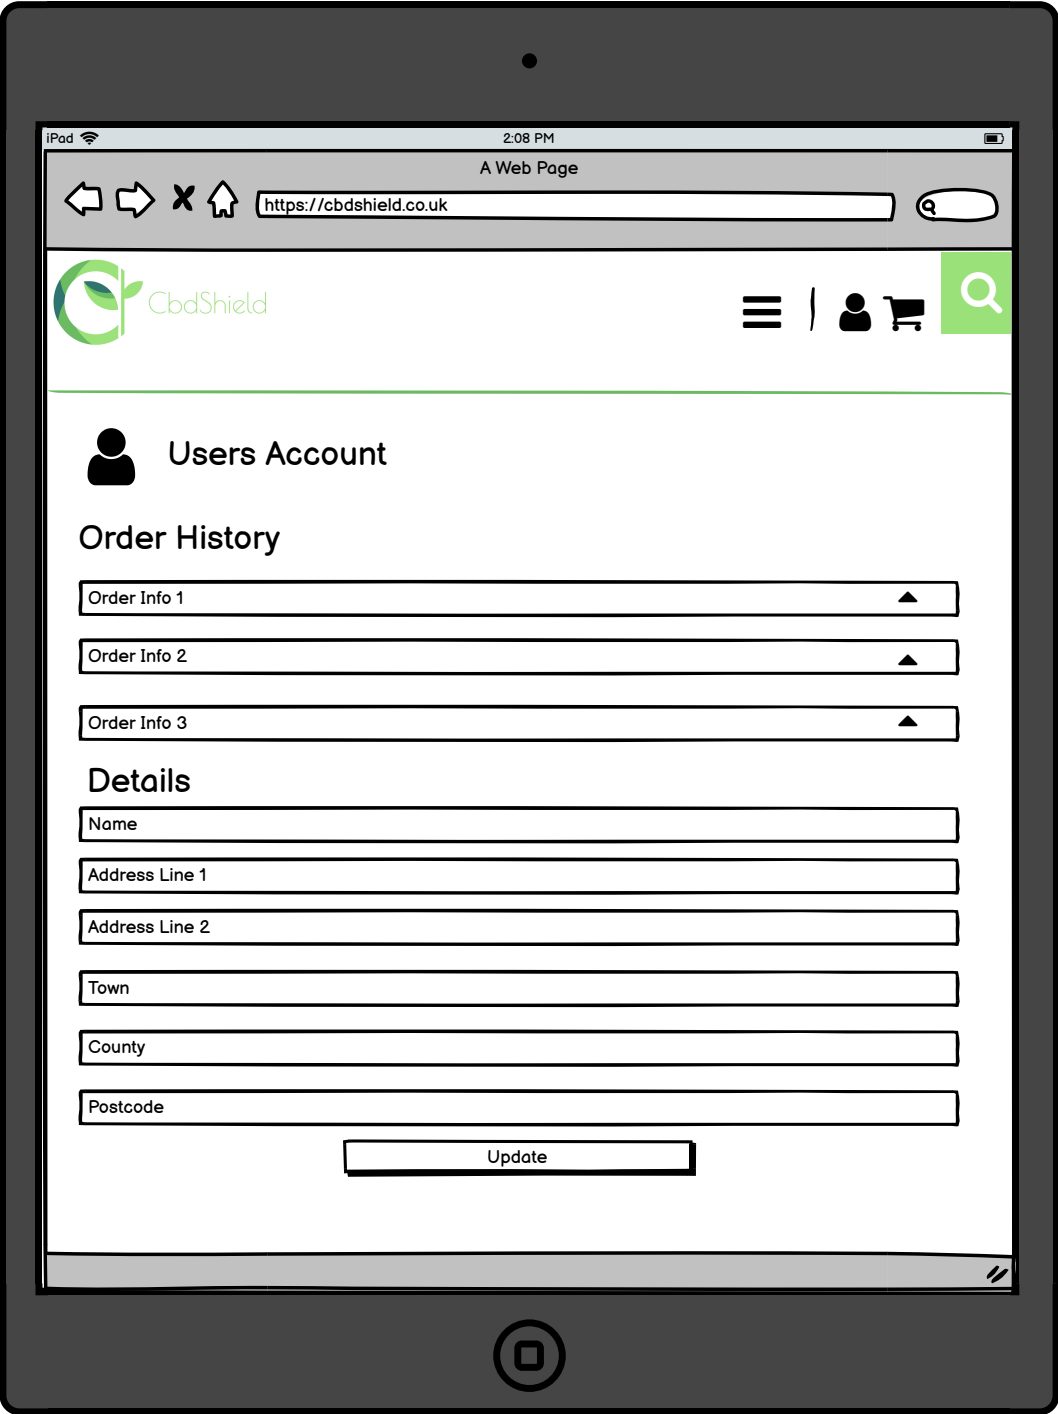 iPad
2:08 PM
A Web Page
https://cbdshield.co.uk
CbdShield
Users Account
Order History
Order Info 1
Order Info 2
Order Info 3
Details
Name
Address Line 1
Address Line 2
Town
County
Postcode
Update